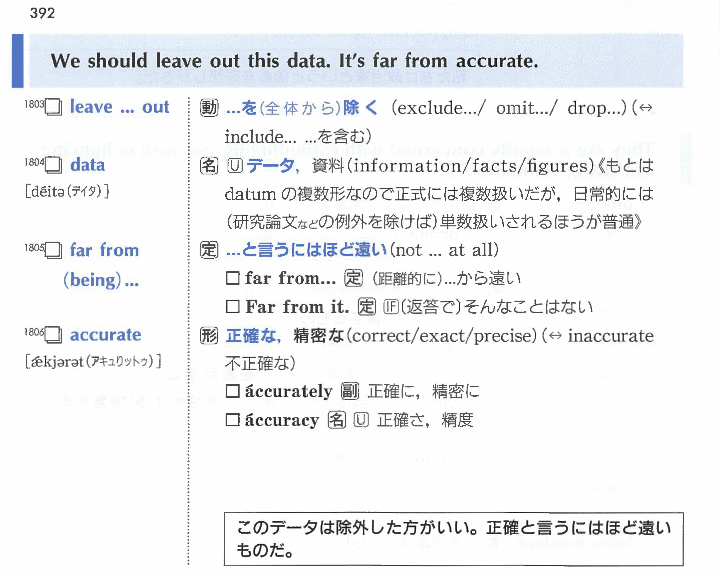 392
We should leave out this data. It's far from accurate.
1803□ leave ... out 動 ...を(全体から)除く (exclude.../ omit.../ drop...) (↔
include... ...を含む)
1804□ data 名 Ⓤ データ, 資料(information/facts/figures)《もとは
[déitə(デイタ)] datum の複数形なので正式には複数扱いだが, 日常的には
(研究論文などの例外を除けば)単数扱いされるほうが普通》
1805□ far from 定 ...と言うにはほど遠い(not ... at all)
(being)... □ far from... 定 (距離的に)...から遠い
□ Far from it. 定 IF(返答で)そんなことはない
1806□ accurate 形 正確な, 精密な(correct/exact/precise) (↔ inaccurate
[ǽkjərət(アキュリットゥ)] 不正確な)
□ áccurately 副 正確に, 精密に
□ áccuracy 名 Ⓤ 正確さ, 精度
このデータは除外した方がいい。正確と言うにはほど遠い
ものだ。